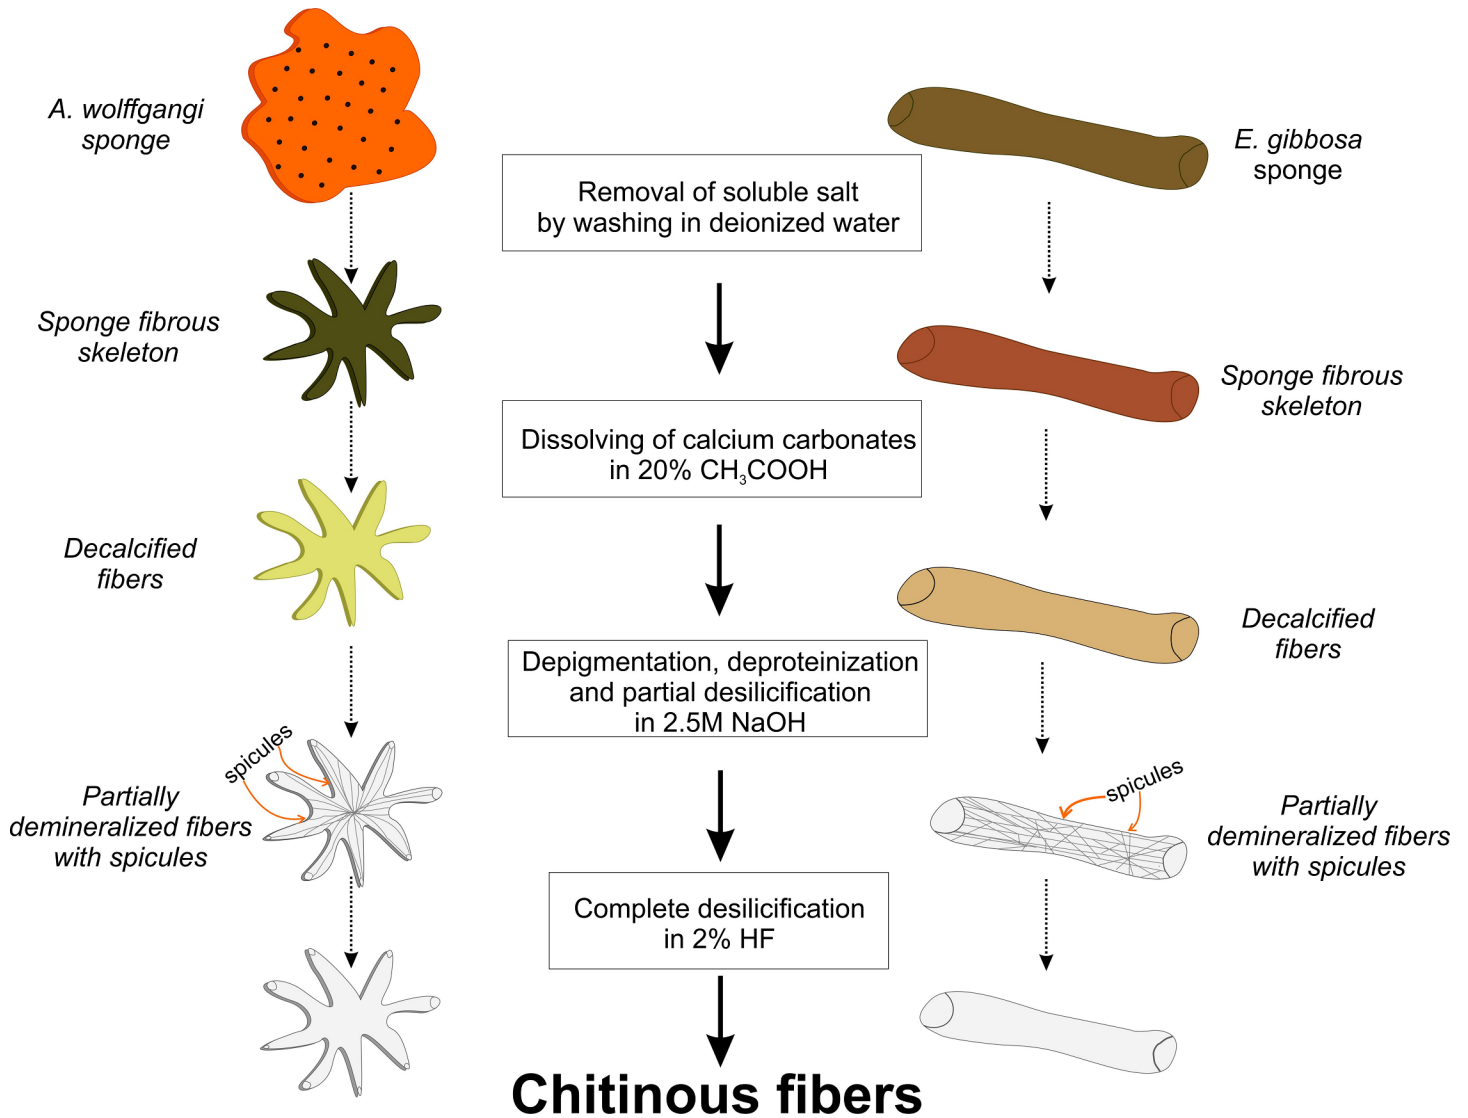 A. wolffgangi
sponge
Sponge fibrous
skeleton
Decalcified
fibers
spicules
Partially
demineralized fibers
with spicules
Removal of soluble salt
by washing in deionized water
Dissolving of calcium carbonates
in 20% CH₃COOH
Depigmentation, deproteinization
and partial desilicification
in 2.5M NaOH
Complete desilicification
in 2% HF
Chitinous fibers
E. gibbosa
sponge
Sponge fibrous
skeleton
Decalcified
fibers
spicules
Partially
demineralized fibers
with spicules